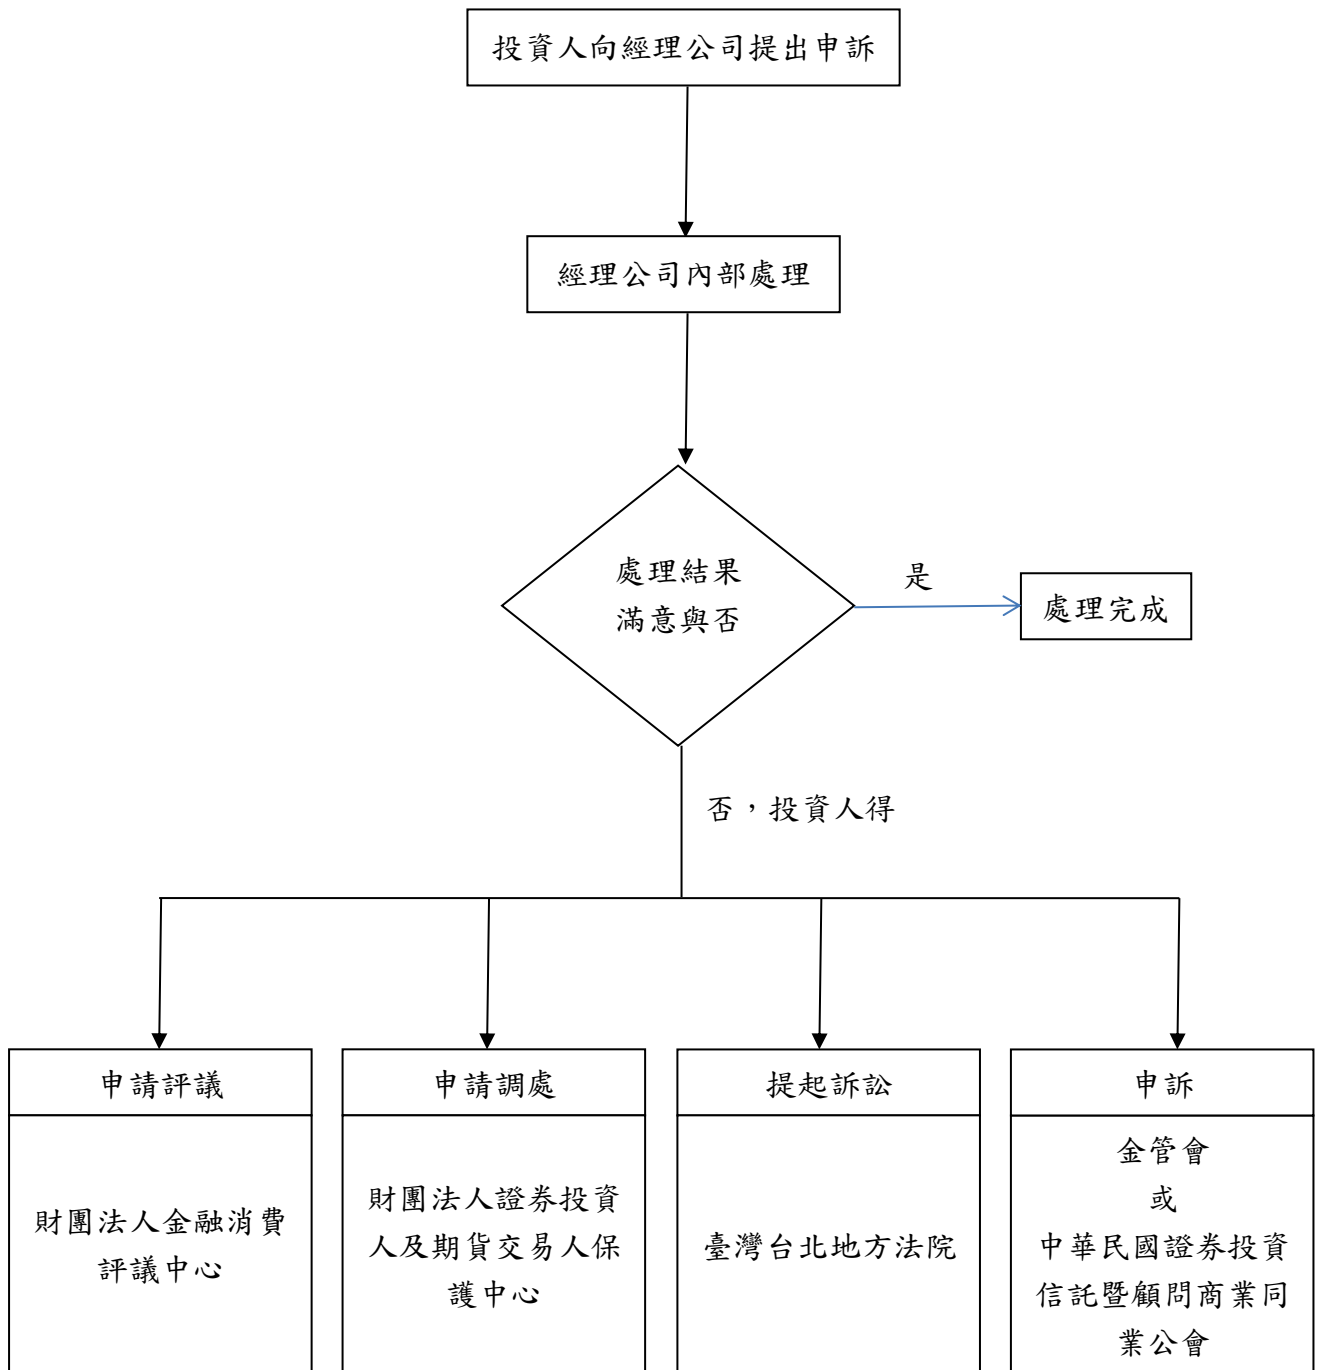 投資人向經理公司提出申訴
經理公司內部處理
處理結果
滿意與否
是
處理完成
否，投資人得
申請評議
財團法人金融消費
評議中心
申請調處
財團法人證券投資
人及期貨交易人保
護中心
提起訴訟
臺灣台北地方法院
申訴
金管會
或
中華民國證券投資
信託暨顧問商業同
業公會